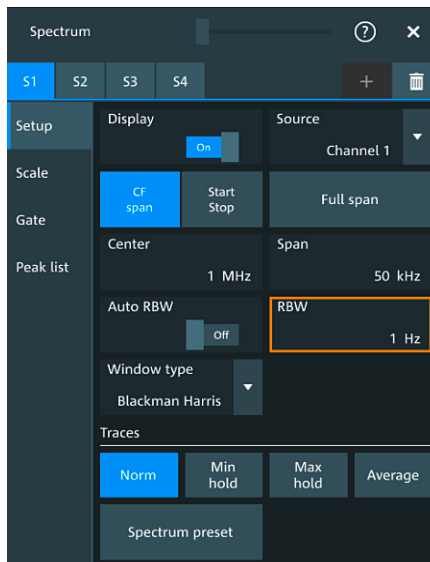 Spectrum
?
S1 S2 S3 S4 +
Setup
Scale
Gate
Peak list
Display
On
Source
Channel 1
CF
span
Start
Stop
Full span
Center
1 MHz
Span
50 kHz
Auto RBW
Off
RBW
1 Hz
Window type
Blackman Harris
Traces
Norm
Min
hold
Max
hold
Average
Spectrum preset